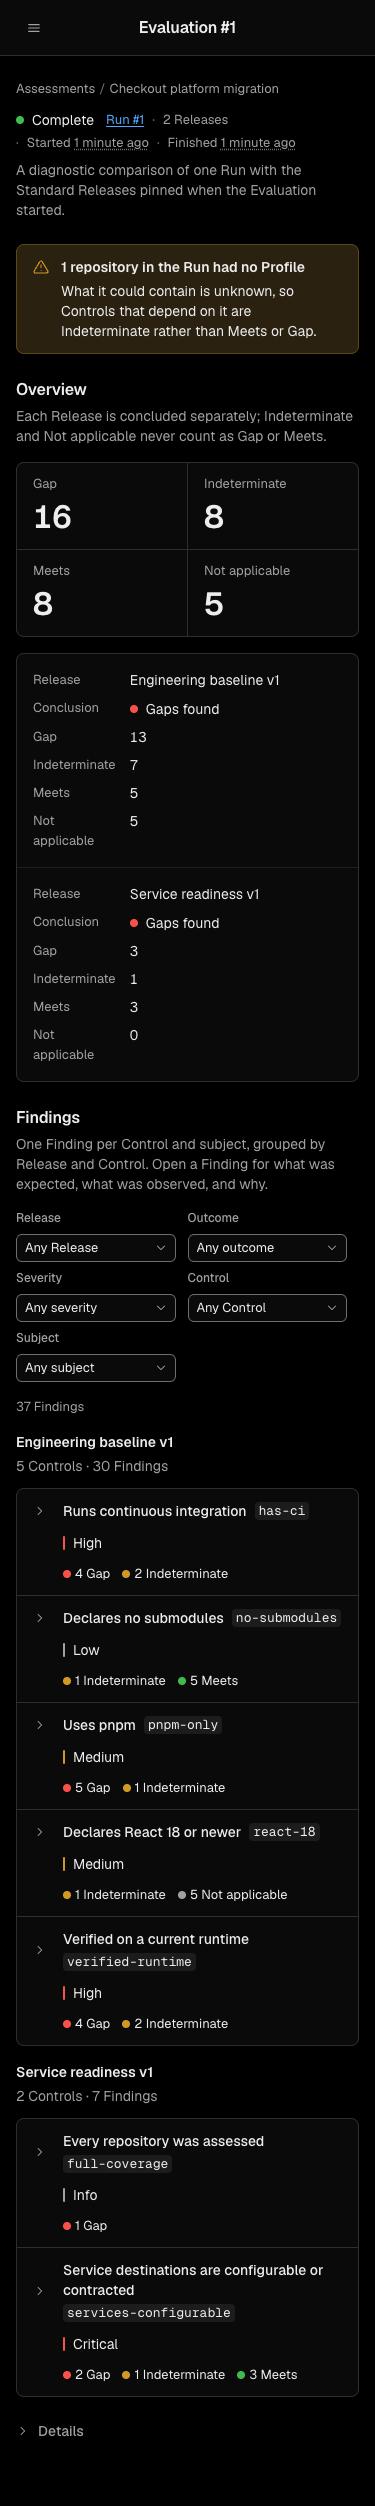 Evaluation #1
Assessments / Checkout platform migration
Complete Run #1 · 2 Releases
· Started 1 minute ago · Finished 1 minute ago
A diagnostic comparison of one Run with the
Standard Releases pinned when the Evaluation
started.
1 repository in the Run had no Profile
What it could contain is unknown, so
Controls that depend on it are
Indeterminate rather than Meets or Gap.
Overview
Each Release is concluded separately; Indeterminate
and Not applicable never count as Gap or Meets.
Gap
16
Indeterminate
8
Meets
8
Not applicable
5
Release Engineering baseline v1
Conclusion Gaps found
Gap 13
Indeterminate 7
Meets 5
Not 5
applicable
Release Service readiness v1
Conclusion Gaps found
Gap 3
Indeterminate 1
Meets 3
Not 0
applicable
Findings
One Finding per Control and subject, grouped by
Release and Control. Open a Finding for what was
expected, what was observed, and why.
Release Outcome
Any Release Any outcome
Severity Control
Any severity Any Control
Subject
Any subject
37 Findings
Engineering baseline v1
5 Controls · 30 Findings
Runs continuous integration has-ci
High
4 Gap 2 Indeterminate
Declares no submodules no-submodules
Low
1 Indeterminate 5 Meets
Uses pnpm pnpm-only
Medium
5 Gap 1 Indeterminate
Declares React 18 or newer react-18
Medium
1 Indeterminate 5 Not applicable
Verified on a current runtime
verified-runtime
High
4 Gap 2 Indeterminate
Service readiness v1
2 Controls · 7 Findings
Every repository was assessed
full-coverage
Info
1 Gap
Service destinations are configurable or
contracted
services-configurable
Critical
2 Gap 1 Indeterminate 3 Meets
Details